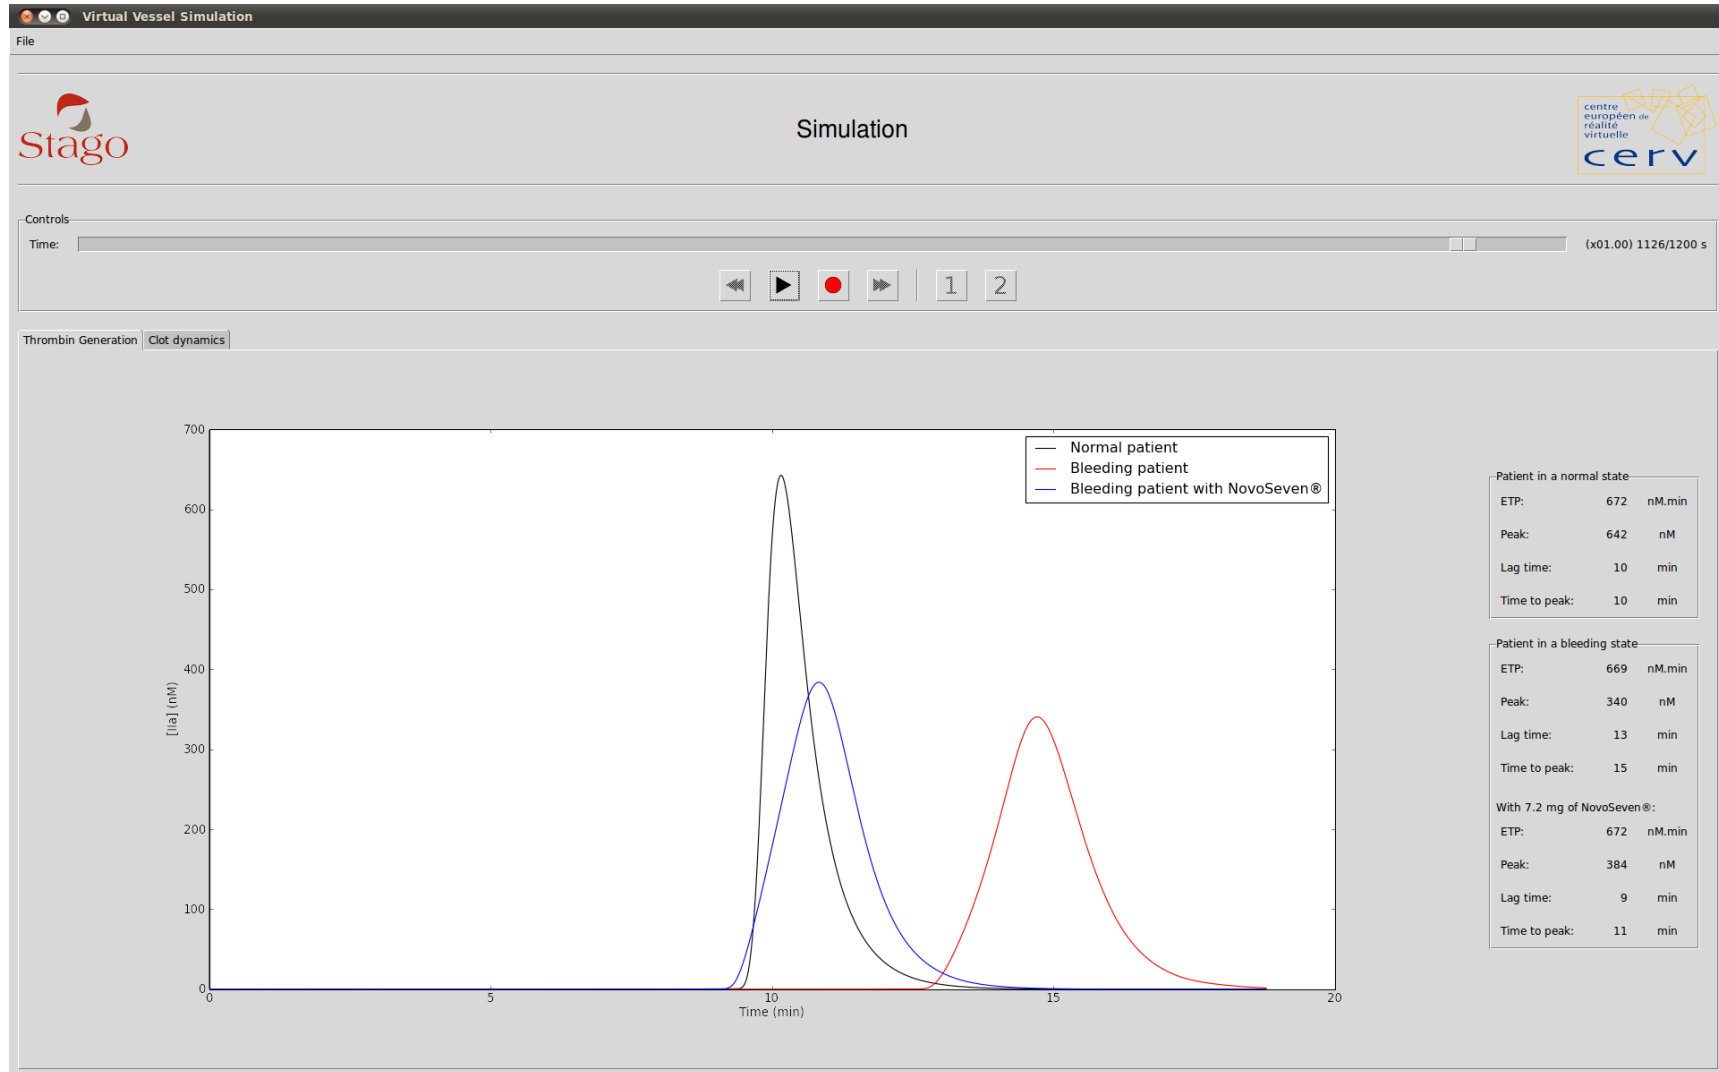 Virtual Vessel Simulation
File
Stago
Simulation
centre
européen de
réalité
virtuelle
cerv
Controls
Time:
(x01.00) 1126/1200 s
1 2
Thrombin Generation Clot dynamics
700
600
500
400
300
200
100
0
[IIa] (nM)
0 5 10 15 20
Time (min)
Normal patient
Bleeding patient
Bleeding patient with NovoSeven®
Patient in a normal state
ETP: 672 nM.min
Peak: 642 nM
Lag time: 10 min
Time to peak: 10 min
Patient in a bleeding state
ETP: 669 nM.min
Peak: 340 nM
Lag time: 13 min
Time to peak: 15 min
With 7.2 mg of NovoSeven®:
ETP: 672 nM.min
Peak: 384 nM
Lag time: 9 min
Time to peak: 11 min